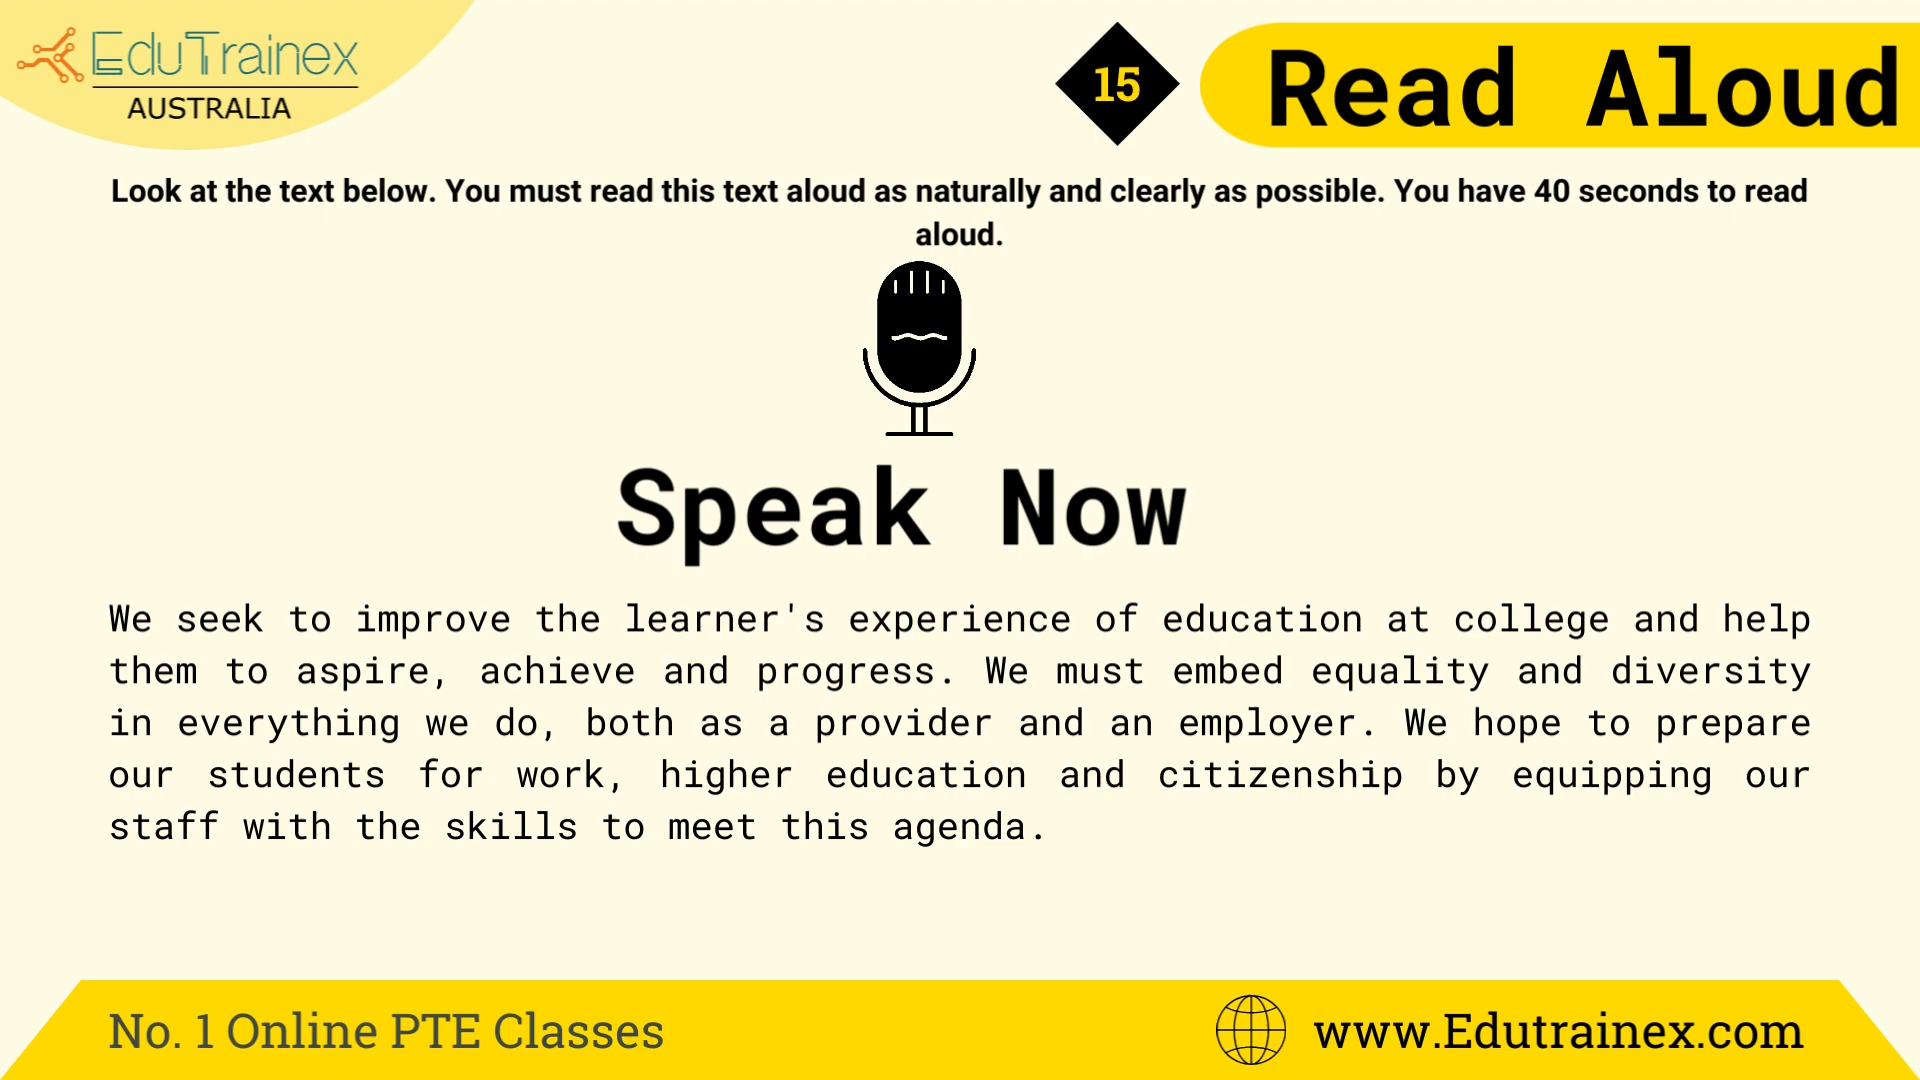 EduTrainex
AUSTRALIA
15
Read Aloud
Look at the text below. You must read this text aloud as naturally and clearly as possible. You have 40 seconds to read
aloud.
Speak Now
We seek to improve the learner's experience of education at college and help
them to aspire, achieve and progress. We must embed equality and diversity
in everything we do, both as a provider and an employer. We hope to prepare
our students for work, higher education and citizenship by equipping our
staff with the skills to meet this agenda.
No. 1 Online PTE Classes
www.Edutrainex.com